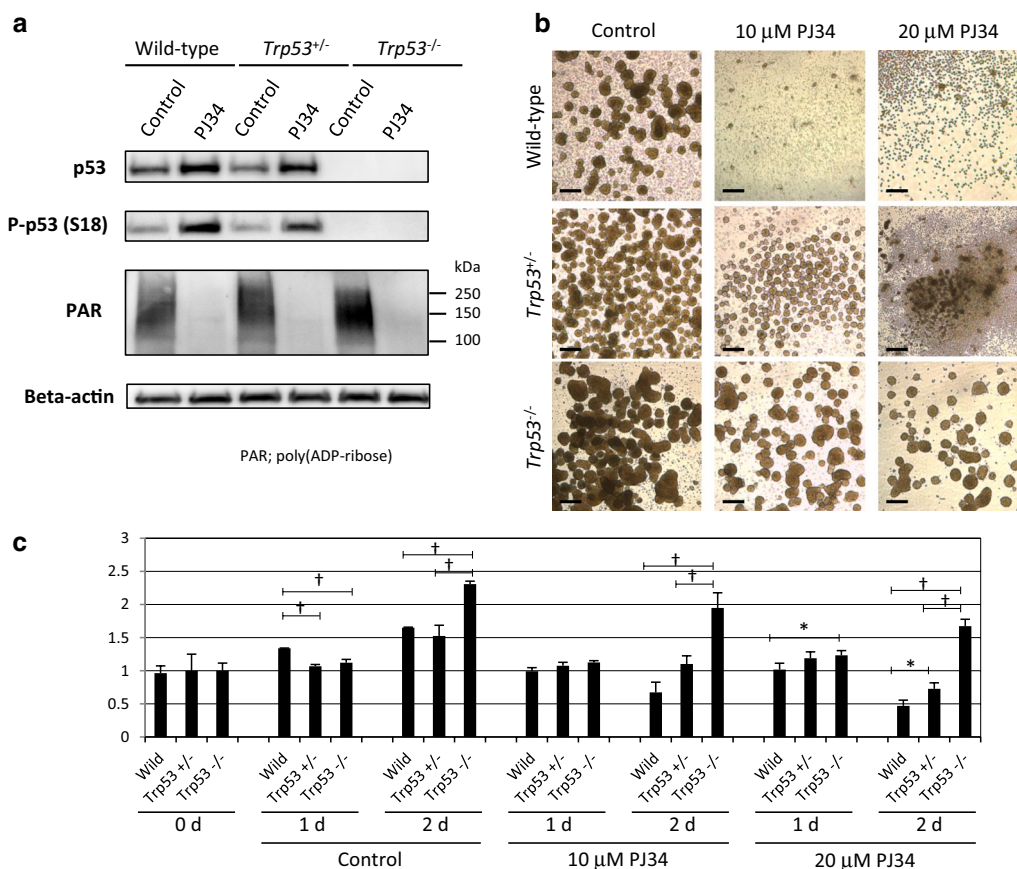 a
Wild-type Trp53+/- Trp53-/-
Control PJ34 Control PJ34 Control PJ34
p53
P-p53 (S18)
kDa
PAR
250
150
100
Beta-actin
PAR; poly(ADP-ribose)
b
Control 10 µM PJ34 20 µM PJ34
Wild-type
Trp53+/-
Trp53-/-
c
3
2.5
2
1.5
1
0.5
0
† † † † † † * † † *
Wild Trp53 +/- Trp53 -/- Wild Trp53 +/- Trp53 -/- Wild Trp53 +/- Trp53 -/- Wild Trp53 +/- Trp53 -/- Wild Trp53 +/- Trp53 -/- Wild Trp53 +/- Trp53 -/- Wild Trp53 +/- Trp53 -/-
0 d 1 d 2 d 1 d 2 d 1 d 2 d
Control 10 µM PJ34 20 µM PJ34